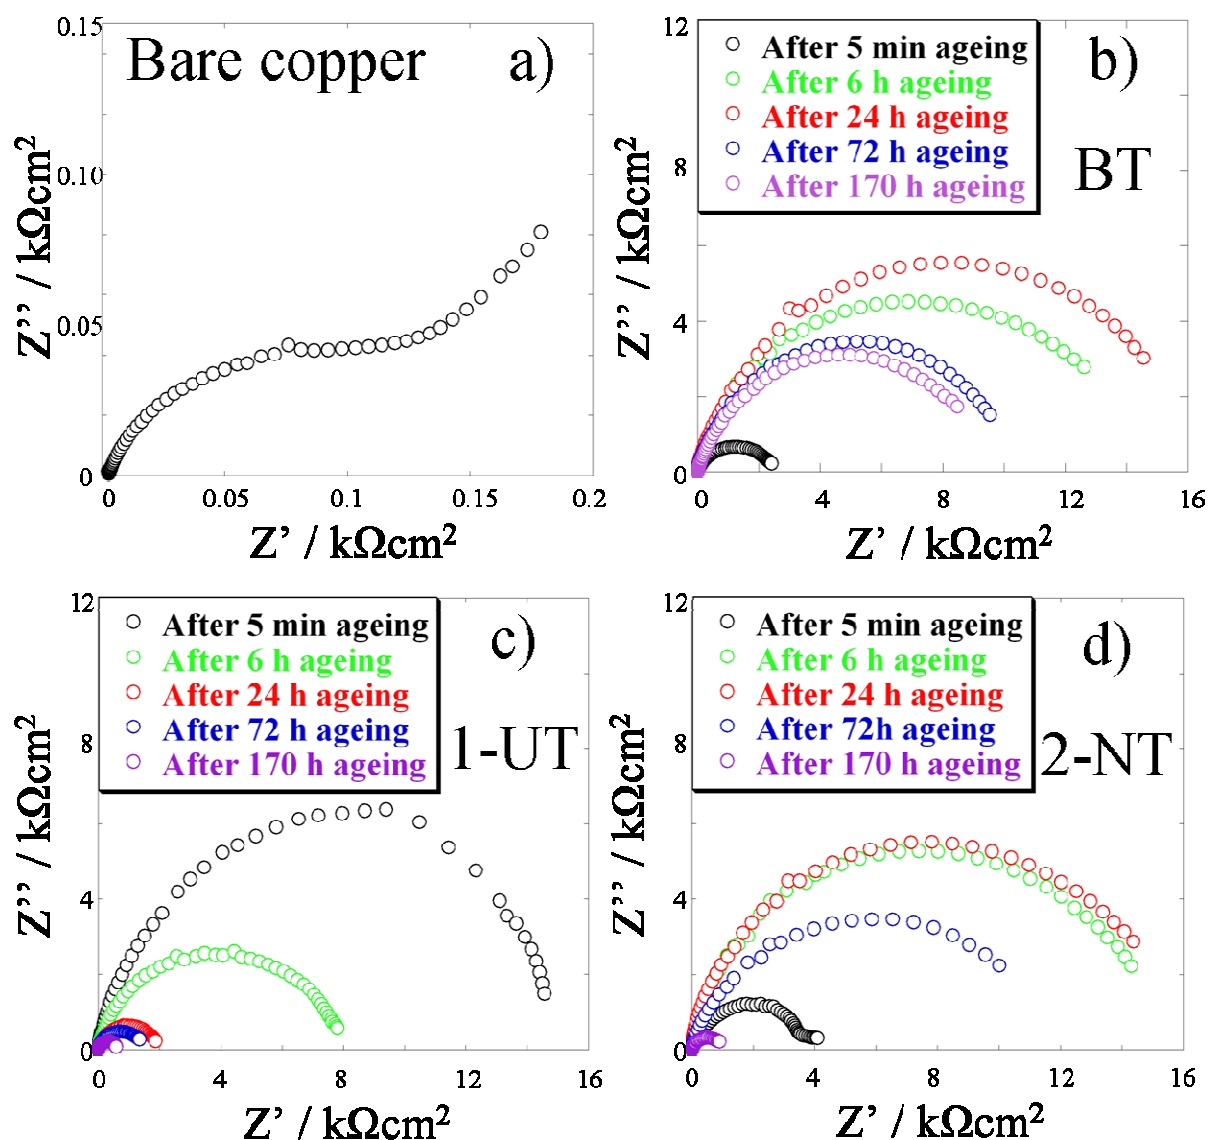 Bare copper
a)
0.15
0.10
0.05
0
0
0.05
0.1
0.15
0.2
Z’’ / kΩcm2
Z’ / kΩcm2
After 5 min ageing
After 6 h ageing
After 24 h ageing
After 72 h ageing
After 170 h ageing
b)
BT
12
8
4
0
0
4
8
12
16
Z’’ / kΩcm2
Z’ / kΩcm2
After 5 min ageing
After 6 h ageing
After 24 h ageing
After 72 h ageing
After 170 h ageing
c)
1-UT
12
8
4
0
0
4
8
12
16
Z’’ / kΩcm2
Z’ / kΩcm2
After 5 min ageing
After 6 h ageing
After 24 h ageing
After 72h ageing
After 170 h ageing
d)
2-NT
12
8
4
0
0
4
8
12
16
Z’’ / kΩcm2
Z’ / kΩcm2